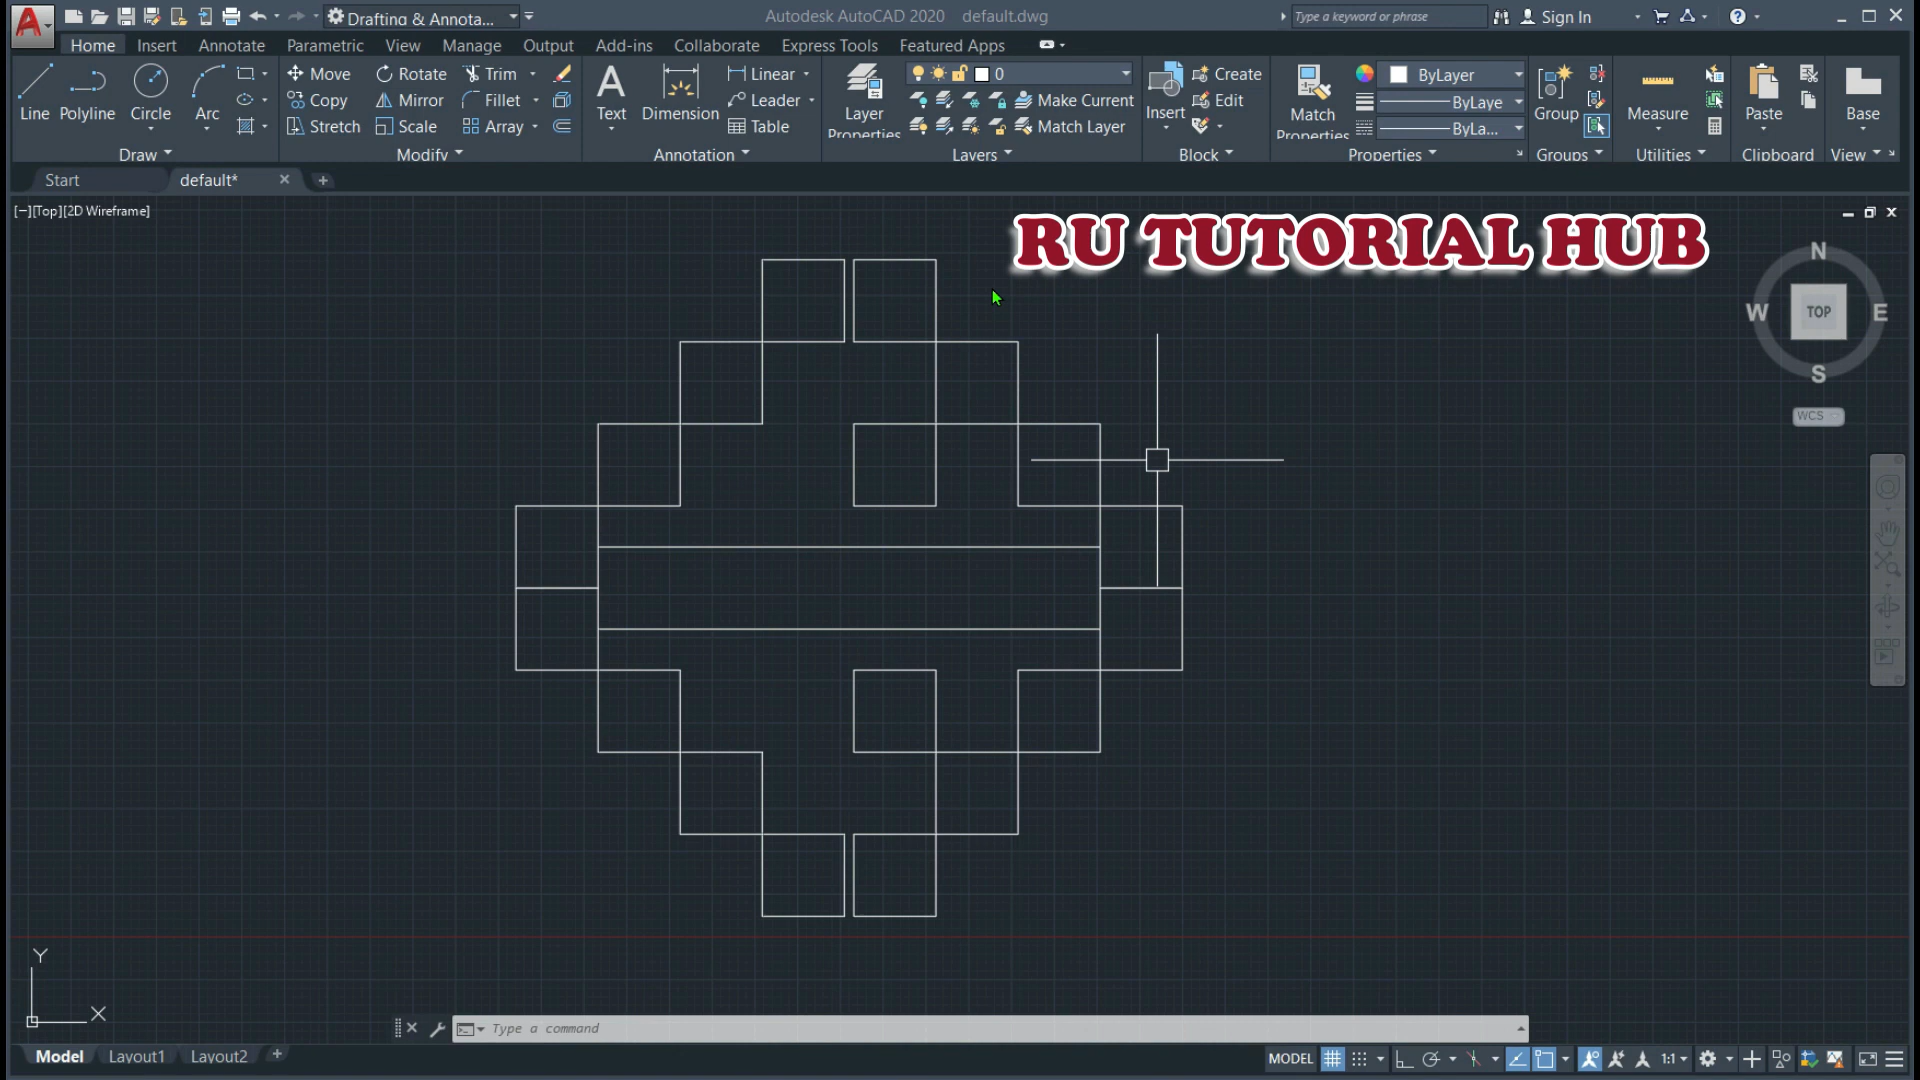 Drafting & Annota...
Autodesk AutoCAD 2020 default.dwg
Type a keyword or phrase
Sign In
Home Insert Annotate Parametric View Manage Output Add-ins Collaborate Express Tools Featured Apps
Line Polyline Circle Arc
Draw
Move Rotate Trim
Copy Mirror Fillet
Stretch Scale Array
Modify
Text Dimension
Linear
Leader
Table
Annotation
Layer
Properties
0
Make Current
Match Layer
Layers
Insert
Create
Edit
Block
Match
Properties
ByLayer
ByLaye
ByLa...
Properties
Group
Groups
Measure
Utilities
Paste
Clipboard
Base
View
Start default*
[−][Top][2D Wireframe]
RU TUTORIAL HUB
N
W TOP E
S
WCS
Y
X
Type a command
Model Layout1 Layout2
MODEL 1:1